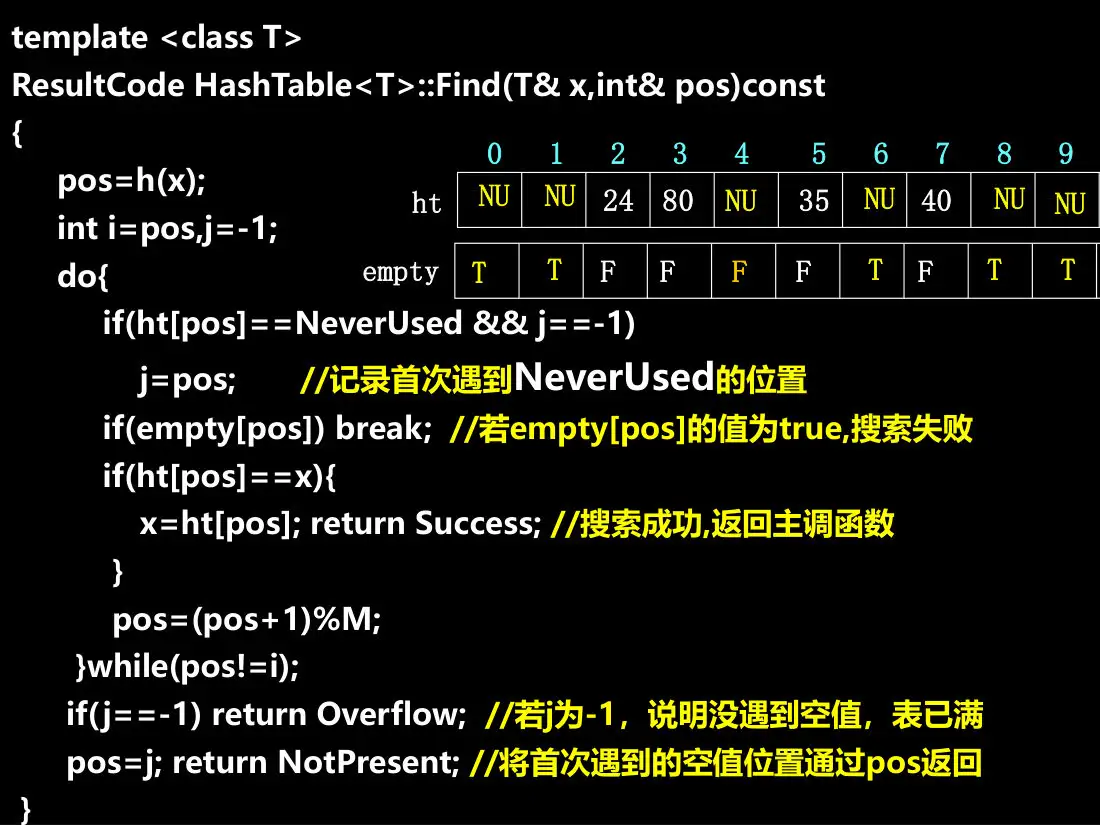 template <class T>
ResultCode HashTable<T>::Find(T& x,int& pos)const
{
0 1 2 3 4 5 6 7 8 9
pos=h(x);
ht NU NU 24 80 NU 35 NU 40 NU NU
int i=pos,j=-1;
empty T T F F F F T F T T
do{
if(ht[pos]==NeverUsed && j==-1)
j=pos; //记录首次遇到NeverUsed的位置
if(empty[pos]) break; //若empty[pos]的值为true,搜索失败
if(ht[pos]==x){
x=ht[pos]; return Success; //搜索成功,返回主调函数
}
pos=(pos+1)%M;
}while(pos!=i);
if(j==-1) return Overflow; //若j为-1，说明没遇到空值，表已满
pos=j; return NotPresent; //将首次遇到的空值位置通过pos返回
}